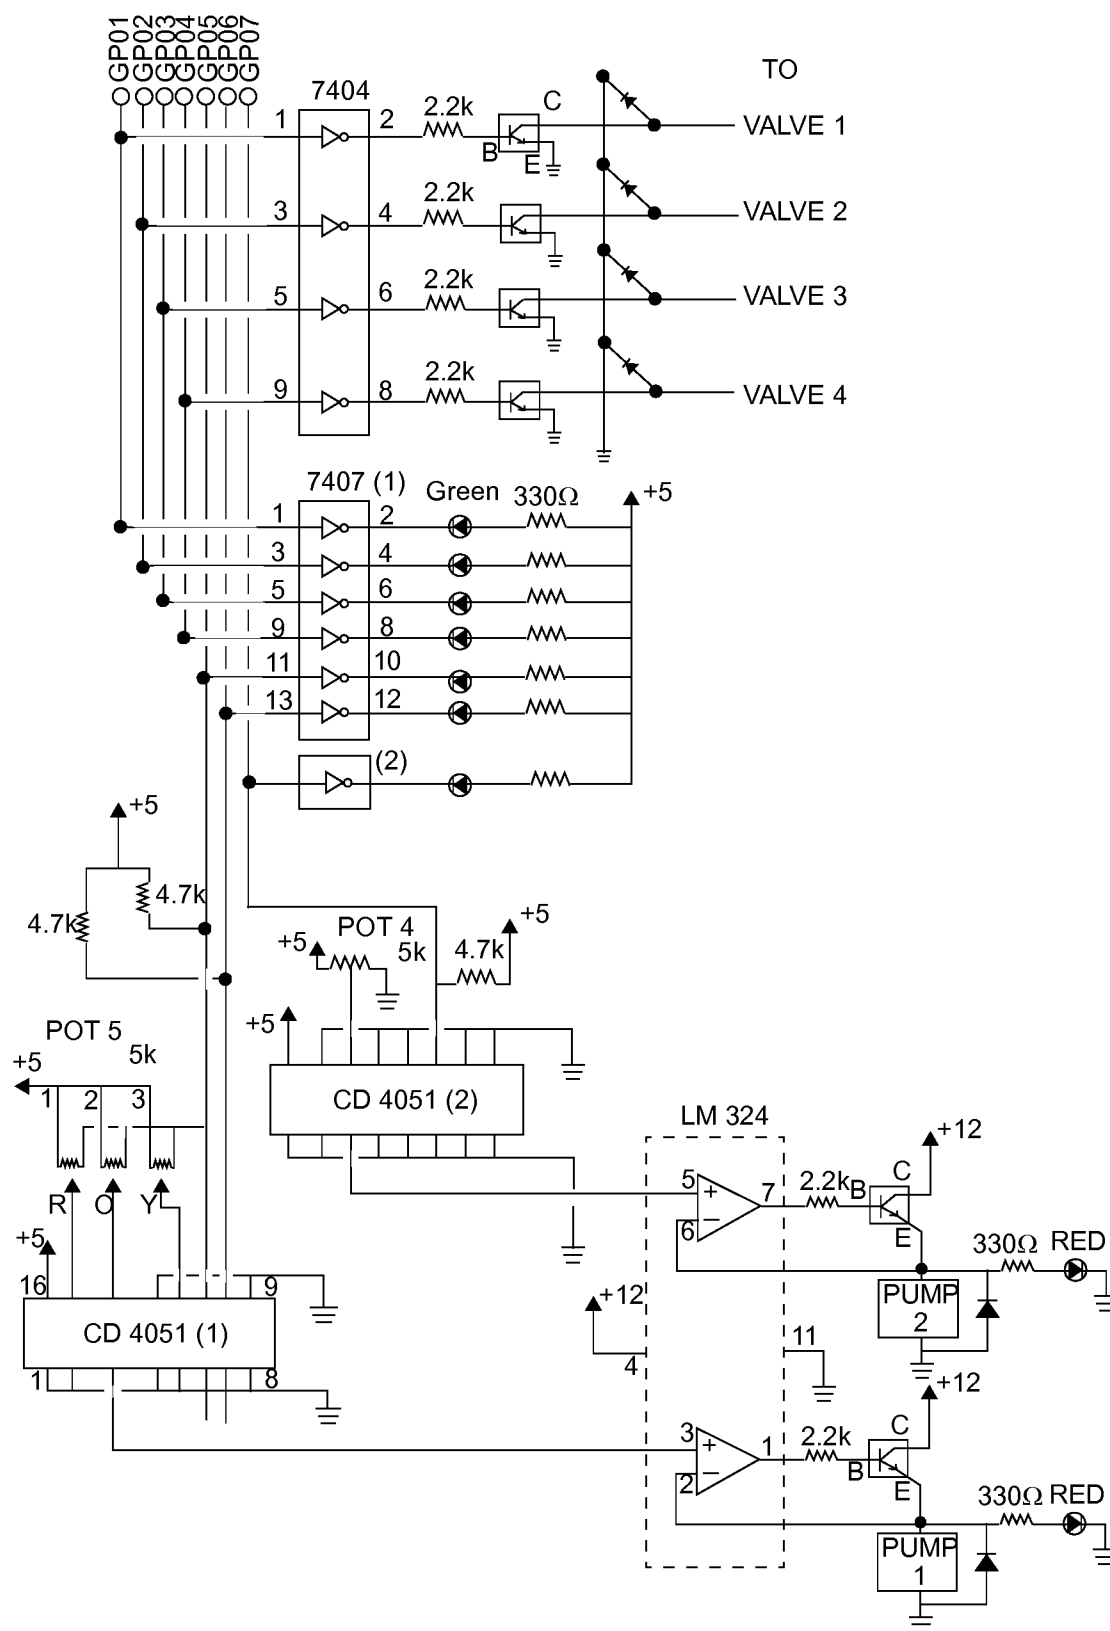 GP01
GP02
GP03
GP04
GP05
GP06
GP07
7404
TO
1 2 2.2k B C E VALVE 1
3 4 2.2k VALVE 2
5 6 2.2k VALVE 3
9 8 2.2k VALVE 4
7407 (1) Green 330Ω +5
1 2
3 4
5 6
9 8
11 10
13 12
(2)
+5
4.7k
4.7k
POT 4
+5 5k 4.7k +5
+5
CD 4051 (2)
POT 5
5k
+5
1 2 3
R O Y
+5
16 9
CD 4051 (1)
1 8
LM 324
+12
5 + 7 2.2k B C
6 − E
330Ω RED
PUMP
2
+12
4
11
+12
3 + 1 2.2k B C
2 − E
330Ω RED
PUMP
1